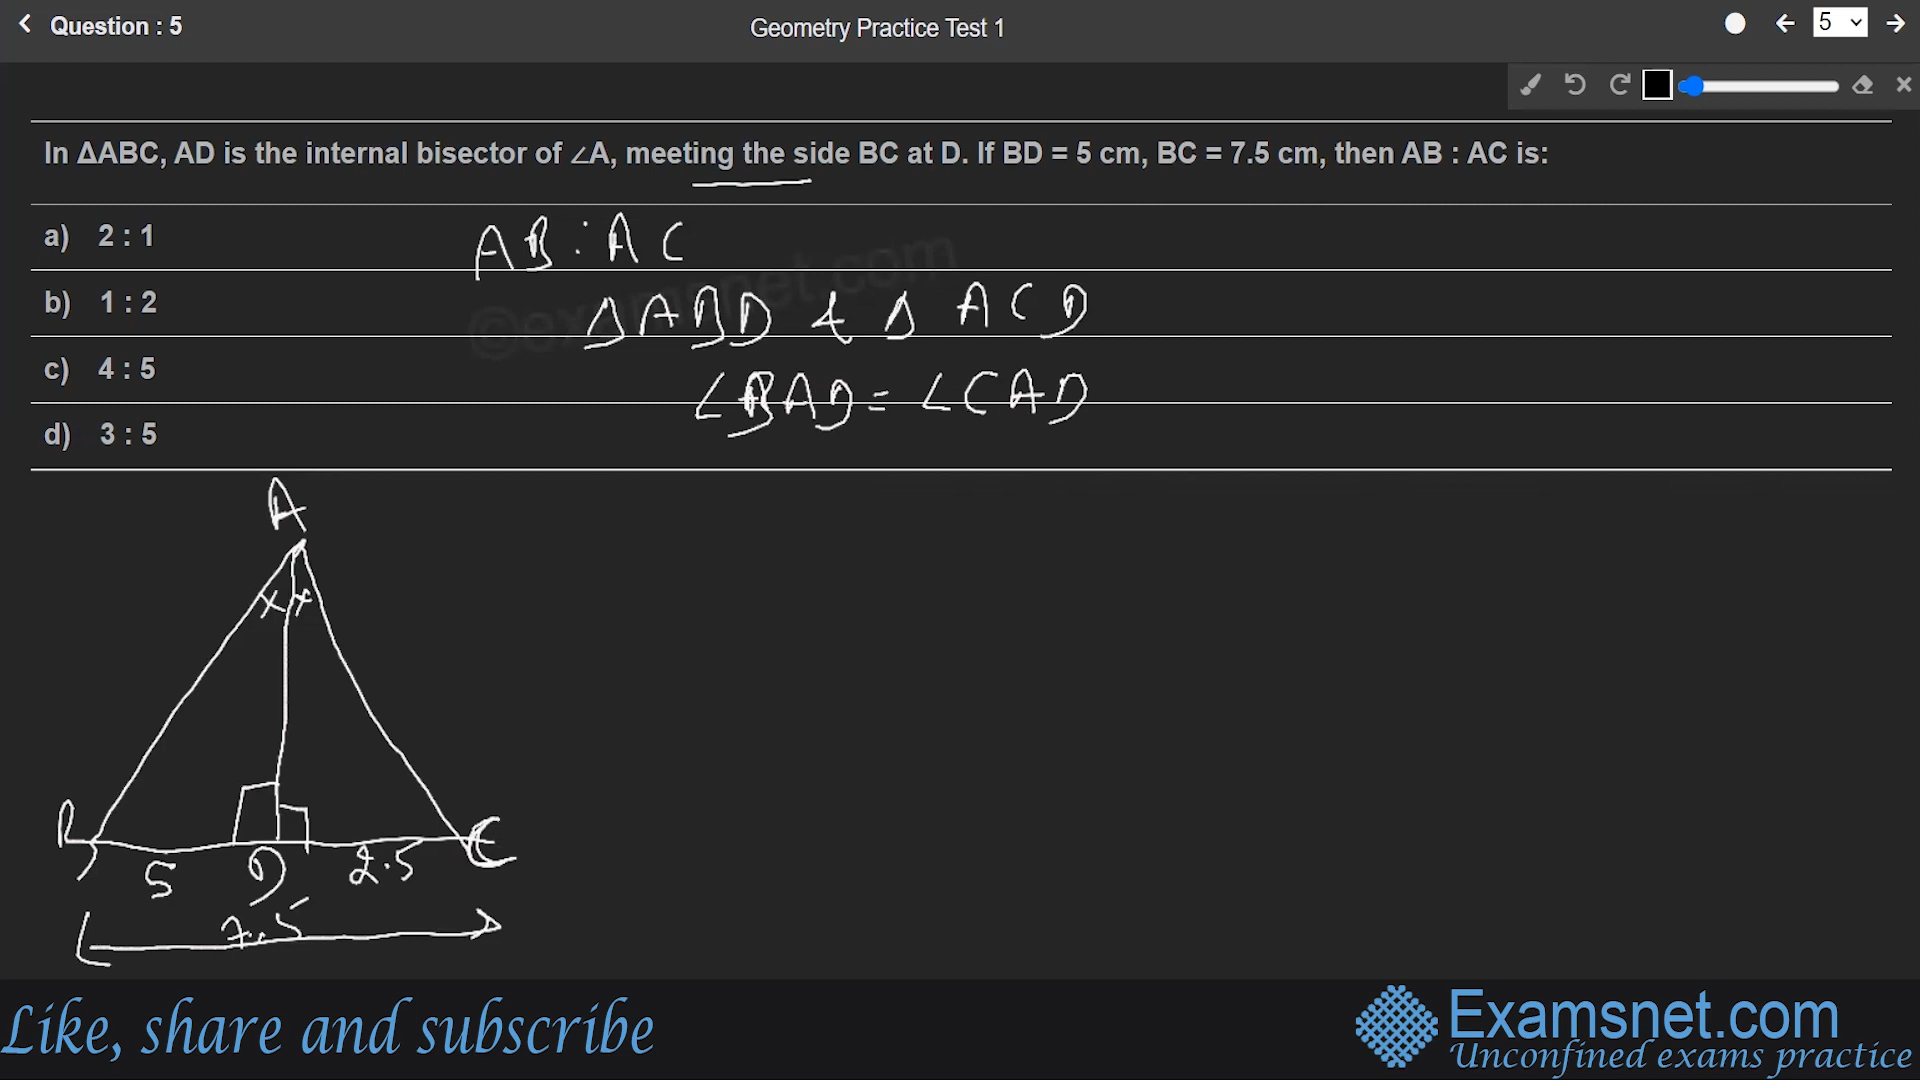 Question : 5
Geometry Practice Test 1
5
In ΔABC, AD is the internal bisector of ∠A, meeting the side BC at D. If BD = 5 cm, BC = 7.5 cm, then AB : AC is:
a) 2 : 1
b) 1 : 2
c) 4 : 5
d) 3 : 5
AB : AC
©examsnet.com
Δ ABD & Δ ACD
∠BAD = ∠CAD
A
x x
B
C
5
D
2.5
7.5
Like, share and subscribe
Examsnet.com
Unconfined exams practice